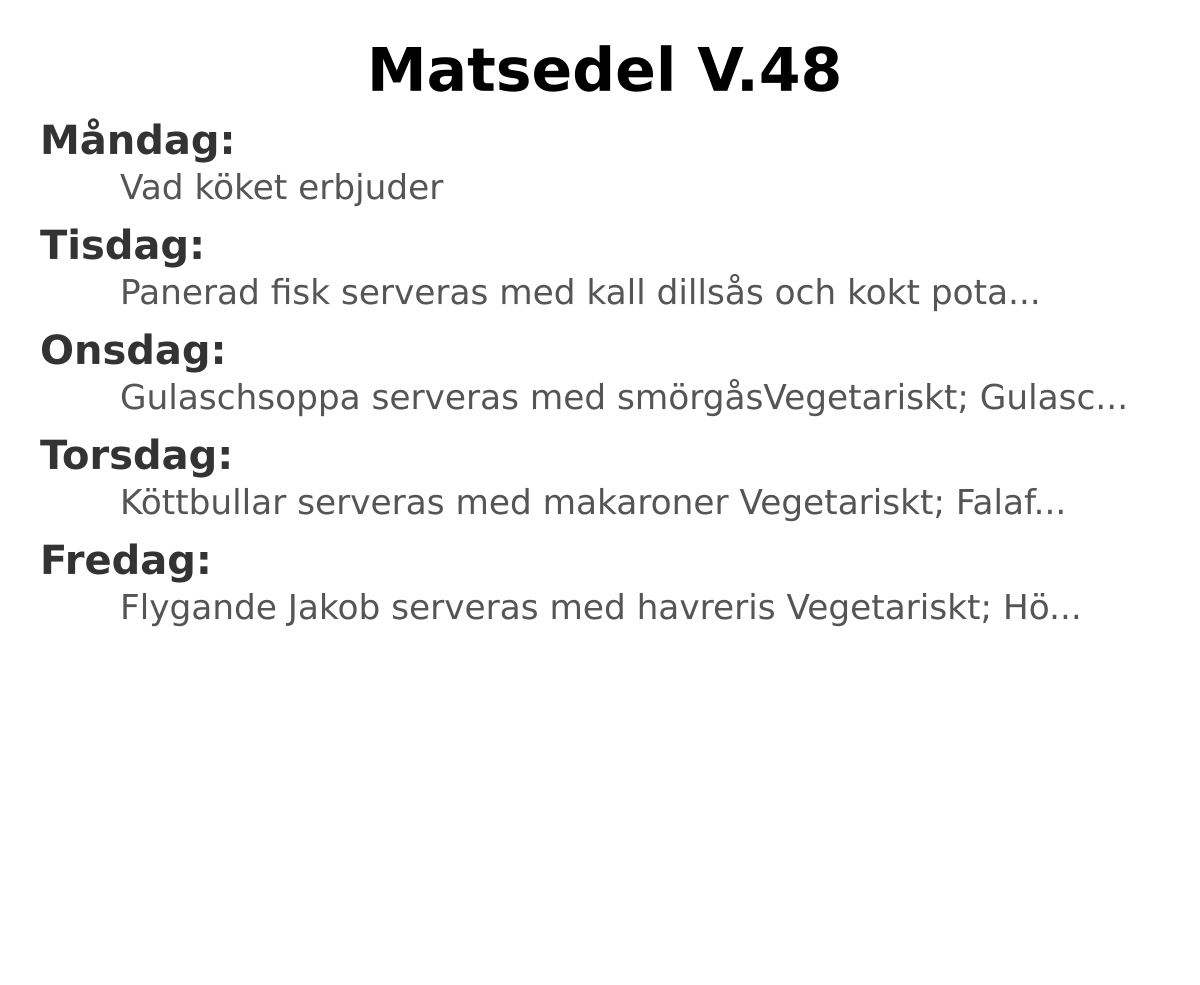 Matsedel V.48
Måndag:
Vad köket erbjuder
Tisdag:
Panerad fisk serveras med kall dillsås och kokt pota...
Onsdag:
Gulaschsoppa serveras med smörgåsVegetariskt; Gulasc...
Torsdag:
Köttbullar serveras med makaroner Vegetariskt; Falaf...
Fredag:
Flygande Jakob serveras med havreris Vegetariskt; Hö...